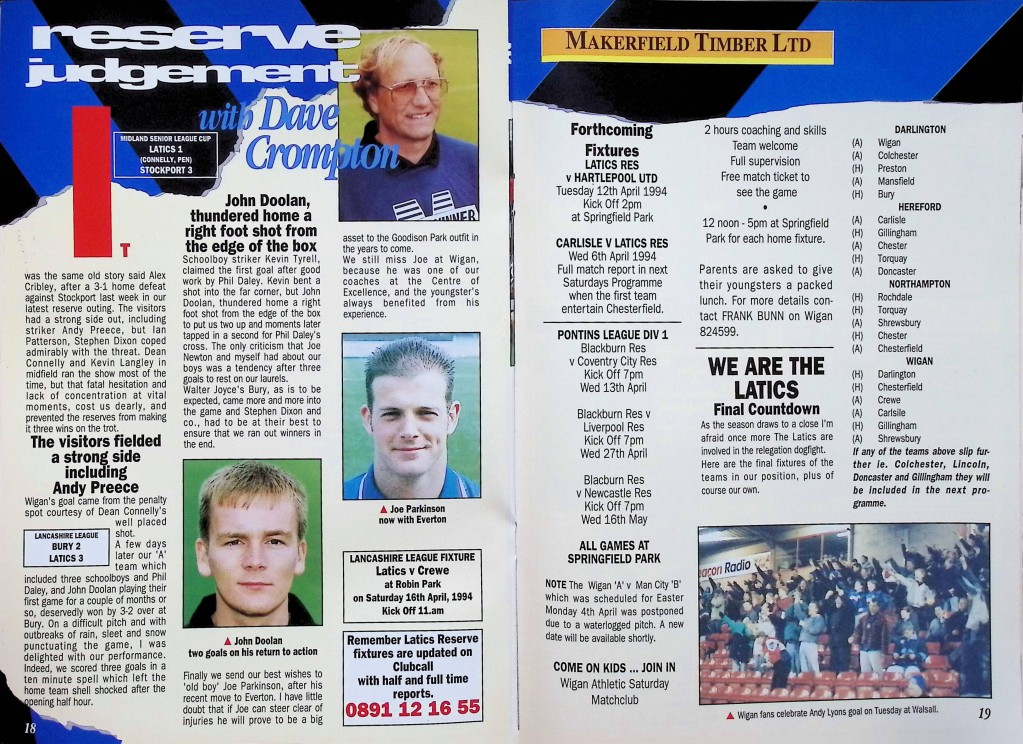 reserve
judgement
with Dave
Crompton
MIDLAND SENIOR LEAGUE CUP
LATICS 1
(CONNELLY, PEN)
STOCKPORT 3
IT
was the same old story said Alex
Cribley, after a 3-1 home defeat
against Stockport last week in our
latest reserve outing. The visitors
had a strong side out, including
striker Andy Preece, but Ian
Patterson, Stephen Dixon coped
admirably with the threat. Dean
Connelly and Kevin Langley in
midfield ran the show most of the
time, but that fatal hesitation and
lack of concentration at vital
moments, cost us dearly, and
prevented the reserves from making
it three wins on the trot.
The visitors fielded
a strong side
including
Andy Preece
Wigan's goal came from the penalty
spot courtesy of Dean Connelly's
well placed
shot.
A few days
later our 'A'
team which
LANCASHIRE LEAGUE
BURY 2
LATICS 3
included three schoolboys and Phil
Daley, and John Doolan playing their
first game for a couple of months or
so, deservedly won by 3-2 over at
Bury. On a difficult pitch and with
outbreaks of rain, sleet and snow
punctuating the game, I was
delighted with our performance.
Indeed, we scored three goals in a
ten minute spell which left the
home team shell shocked after the
opening half hour.
18
John Doolan,
thundered home a
right foot shot from
the edge of the box
Schoolboy striker Kevin Tyrell,
claimed the first goal after good
work by Phil Daley. Kevin bent a
shot into the far corner, but John
Doolan, thundered home a right
foot shot from the edge of the box
to put us two up and moments later
tapped in a second for Phil Daley's
cross. The only criticism that Joe
Newton and myself had about our
boys was a tendency after three
goals to rest on our laurels.
Walter Joyce's Bury, as is to be
expected, came more and more into
the game and Stephen Dixon and
co., had to be at their best to
ensure that we ran out winners in
the end.
John Doolan
two goals on his return to action
Finally we send our best wishes to
'old boy' Joe Parkinson, after his
recent move to Everton. I have little
doubt that if Joe can steer clear of
injuries he will prove to be a big
asset to the Goodison Park outfit in
the years to come.
We still miss Joe at Wigan,
because he was one of our
coaches at the Centre of
Excellence, and the youngster's
always benefited from his
experience.
Joe Parkinson
now with Everton
LANCASHIRE LEAGUE FIXTURE
Latics v Crewe
at Robin Park
on Saturday 16th April, 1994
Kick Off 11.am
Remember Latics Reserve
fixtures are updated on
Clubcall
with half and full time
reports.
0891 12 16 55
MAKERFIELD TIMBER LTD
Forthcoming
Fixtures
LATICS RES
v HARTLEPOOL UTD
Tuesday 12th April 1994
Kick Off 2pm
at Springfield Park
CARLISLE V LATICS RES
Wed 6th April 1994
Full match report in next
Saturdays Programme
when the first team
entertain Chesterfield.
PONTINS LEAGUE DIV 1
Blackburn Res
v Coventry City Res
Kick Off 7pm
Wed 13th April
Blackburn Res v
Liverpool Res
Kick Off 7pm
Wed 27th April
Blacburn Res
v Newcastle Res
Kick Off 7pm
Wed 16th May
ALL GAMES AT
SPRINGFIELD PARK
NOTE The Wigan 'A' v Man City 'B'
which was scheduled for Easter
Monday 4th April was postponed
due to a waterlogged pitch. A new
date will be available shortly.
COME ON KIDS ... JOIN IN
Wigan Athletic Saturday
Matchclub
2 hours coaching and skills
Team welcome
Full supervision
Free match ticket to
see the game
•
12 noon - 5pm at Springfield
Park for each home fixture.
Parents are asked to give
their youngsters a packed
lunch. For more details con-
tact FRANK BUNN on Wigan
824599.
WE ARE THE
LATICS
Final Countdown
As the season draws to a close I'm
afraid once more The Latics are
involved in the relegation dogfight.
Here are the final fixtures of the
teams in our position, plus of
course our own.
DARLINGTON
(A) Wigan
(A) Colchester
(H) Preston
(A) Mansfield
(H) Bury
HEREFORD
(A) Carlisle
(H) Gillingham
(A) Chester
(H) Torquay
(A) Doncaster
NORTHAMPTON
(H) Rochdale
(H) Torquay
(A) Shrewsbury
(H) Chester
(A) Chesterfield
WIGAN
(H) Darlington
(H) Chesterfield
(A) Crewe
(A) Carlsile
(H) Gillingham
(A) Shrewsbury
If any of the teams above slip fur-
ther ie. Colchester, Lincoln,
Doncaster and Gillingham they will
be included in the next pro-
gramme.
eacon Radio
Wigan fans celebrate Andy Lyons goal on Tuesday at Walsall.
19